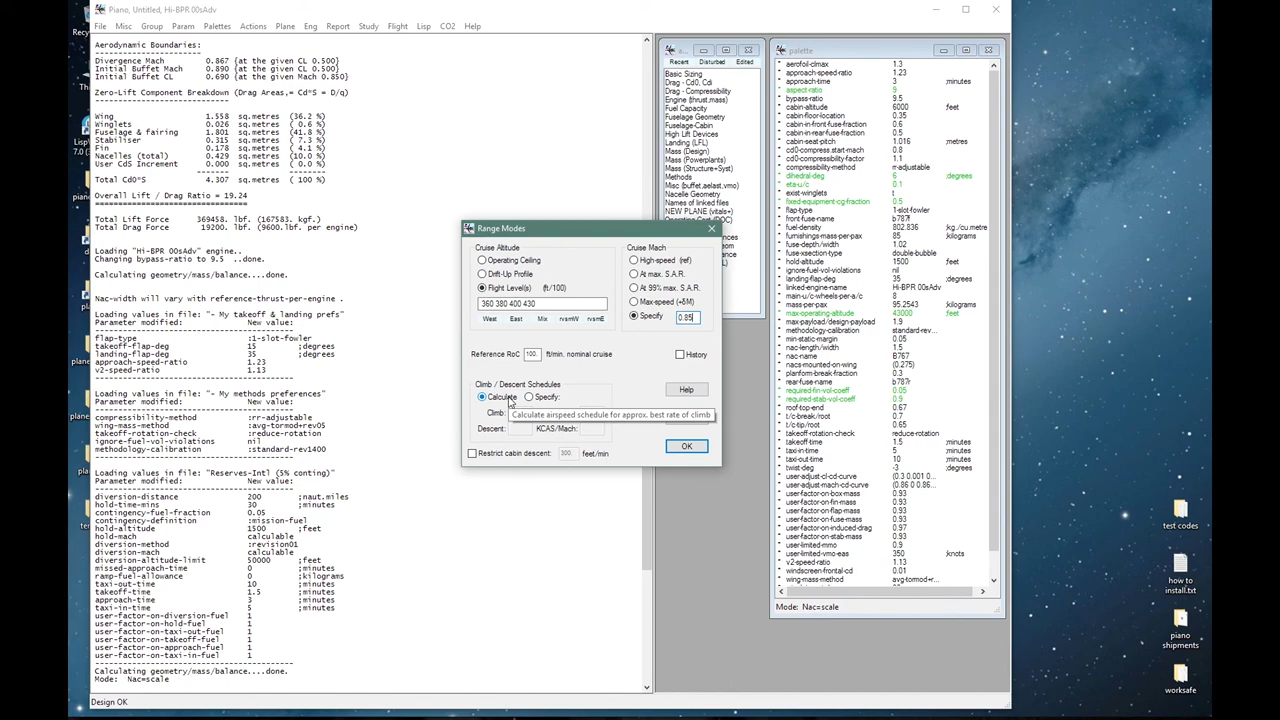 Piano, Untitled, Hi-BPR 00sAdv
File Misc Group Param Palettes Actions Plane Eng Report Study Flight Lisp CO2 Help
Aerodynamic Boundaries:
Divergence Mach 0.867 {at the given CL 0.500}
Initial Buffet Mach 0.890 {at the given CL 0.500}
Initial Buffet CL 0.690 {at the given Mach 0.850}
Zero-Lift Component Breakdown (Drag Areas,= Cd*S = D/q)
Wing 1.558 sq.metres (36.2 %)
Winglets 0.026 sq.metres ( 0.6 %)
Fuselage & fairing 1.801 sq.metres (41.8 %)
Stabiliser 0.315 sq.metres ( 7.3 %)
Fin 0.178 sq.metres ( 4.1 %)
Nacelles (total) 0.429 sq.metres (10.0 %)
User CdS Increment 0.000 sq.metres ( 0.0 %)
Total Cd0*S 4.307 sq.metres ( 100 %)
Overall Lift / Drag Ratio = 19.24
Total Lift Force 369458. lbf. (167583. kgf.)
Total Drag Force 19200. lbf. (9600.lbf per engine)
Loading "Hi-BPR 00sAdv" engine..
Changing bypass-ratio to 9.5 ..done.
Calculating geometry/mass/balance....done.
Nac-width will vary with reference-thrust-per-engine .
Loading values in file: "- My takeoff & landing prefs"
Parameter modified: New value:
flap-type :1-slot-fowler
takeoff-flap-deg 15 ;degrees
landing-flap-deg 35 ;degrees
approach-speed-ratio 1.23
v2-speed-ratio 1.13
Loading values in file: "- My methods preferences"
Parameter modified: New value:
compressibility-method :rr-adjustable
wing-mass-method :avg-tormod+rev05
takeoff-rotation-check :reduce-rotation
ignore-fuel-vol-violations nil
methodology-calibration :standard-rev1400
Loading values in file: "Reserves-Intl (5% conting)"
Parameter modified: New value:
diversion-distance 200 ;naut.miles
hold-time-mins 30 ;minutes
contingency-fuel-fraction 0.05
contingency-definition :mission-fuel
hold-altitude 1500 ;feet
hold-mach calculable
diversion-method :revision01
diversion-mach calculable
diversion-altitude-limit 50000 ;feet
missed-approach-time 0 ;minutes
ramp-fuel-allowance 0 ;kilograms
taxi-out-time 10 ;minutes
takeoff-time 1.5 ;minutes
approach-time 3 ;minutes
taxi-in-time 5 ;minutes
user-factor-on-diversion-fuel 1
user-factor-on-hold-fuel 1
user-factor-on-taxi-out-fuel 1
user-factor-on-takeoff-fuel 1
user-factor-on-approach-fuel 1
user-factor-on-taxi-in-fuel 1
Calculating geometry/mass/balance....done.
Mode: Nac=scale
Design OK
Range Modes
Cruise Altitude
Operating Ceiling
Drift-Up Profile
Flight Level(s) (ft/100)
360 380 400 430
West East Mix rvsmW rvsmE
Cruise Mach
High-speed (ref)
At max. S.A.R.
At 99% max. S.A.R.
Max-speed (+δM)
Specify 0.85
Reference RoC 100. ft/min. nominal cruise
History
Climb / Descent Schedules
Calculate Specify:
Climb:
Calculate airspeed schedule for approx. best rate of climb
Descent: KCAS/Mach:
Restrict cabin descent: 300. feet/min
Help
OK
a...
Recent Disturbed Edited
Basic Sizing
Drag - Cd0, Cdi
Drag - Compressibility
Engine (thrust,mass)
Fuel Capacity
Fuselage Geometry
Fuselage-Cabin
High Lift Devices
Landing (LFL)
Mass (Design)
Mass (Powerplants)
Mass (Structure+Syst)
Methods
Misc (buffet,aelast,vmo)
Nacelle Geometry
Names of linked files
NEW PLANE (vitals+)
palette
aerofoil-clmax 1.3
approach-speed-ratio 1.23
approach-time 3 ;minutes
aspect-ratio 9
bypass-ratio 9.5
cabin-altitude 6000 ;feet
cabin-floor-location 0.35
cabin-in-front-fuse-fraction 0.6
cabin-in-rear-fuse-fraction 0.5
cabin-seat-pitch 1.016 ;metres
cd0-compress.start-mach 0.8
cd0-compressibility-factor 1.1
compressibility-method rr-adjustable
dihedral-deg 6 ;degrees
eta-u/c 0.1
exist-winglets t
fixed-equipment-cg-fraction 0.5
flap-type 1-slot-fowler
front-fuse-name b787f
fuel-density 802.836 ;kg./cu.metre
furnishings-mass-per-pax 85 ;kilograms
fuse-depth/width 1.02
fuse-xsection-type double-bubble
hold-altitude 1500 ;feet
ignore-fuel-vol-violations nil
landing-flap-deg 35 ;degrees
linked-engine-name Hi-BPR 00sAdv
main-u/c-wheels-per-a/c 8
mass-per-pax 95.2543 ;kilograms
max-operating-altitude 43000 ;feet
max-payload/design-payload 1.9
methodology-calibration standard-rev1...
min-static-margin 0.05
nac-length/width 1.5
nac-name B767
nacs-mounted-on-wing (0.275)
planform-break-fraction 0.3
rear-fuse-name b787r
required-fin-vol-coeff 0.05
required-stab-vol-coeff 0.9
roof-top-end 0.67
t/c-break/root 0.7
t/c-tip/root 0.65
takeoff-rotation-check reduce-rotation
takeoff-time 1.5 ;minutes
taxi-in-time 5 ;minutes
taxi-out-time 10 ;minutes
twist-deg -3 ;degrees
user-adjust-cl-cd-curve (0.3 0.001 ...
user-adjust-mach-cd-curve (0.86 0 0.86...
user-factor-on-box-mass 0.93
user-factor-on-fin-mass 0.93
user-factor-on-flap-mass 0.93
user-factor-on-fuse-mass 0.93
user-factor-on-induced-drag 0.97
user-factor-on-stab-mass 0.93
user-limited-mmo 0.9
user-limited-vmo-eas 350 ;knots
v2-speed-ratio 1.13
windscreen-frontal-cd 0.01
wing-mass-method avg-tormod+r...
Mode: Nac=scale
test codes
how to
install.txt
piano
shipments
worksafe